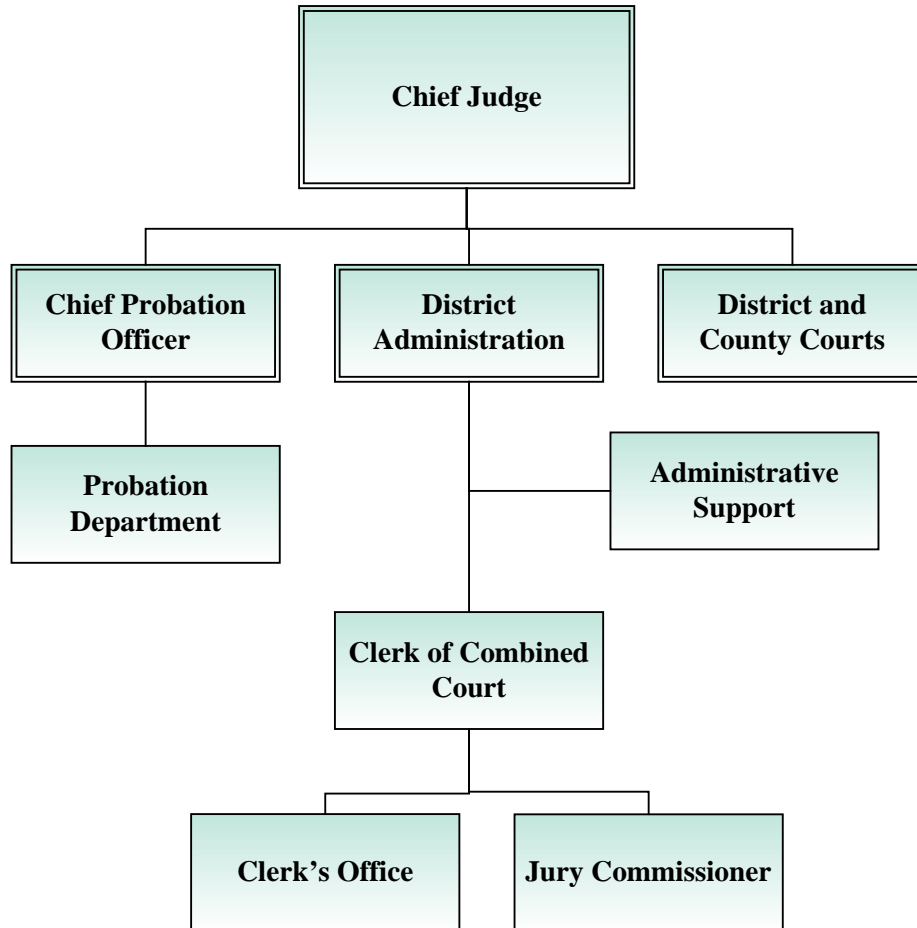 Chief Judge
Chief Probation
Officer
District
Administration
District and
County Courts
Probation
Department
Administrative
Support
Clerk of Combined
Court
Clerk’s Office
Jury Commissioner